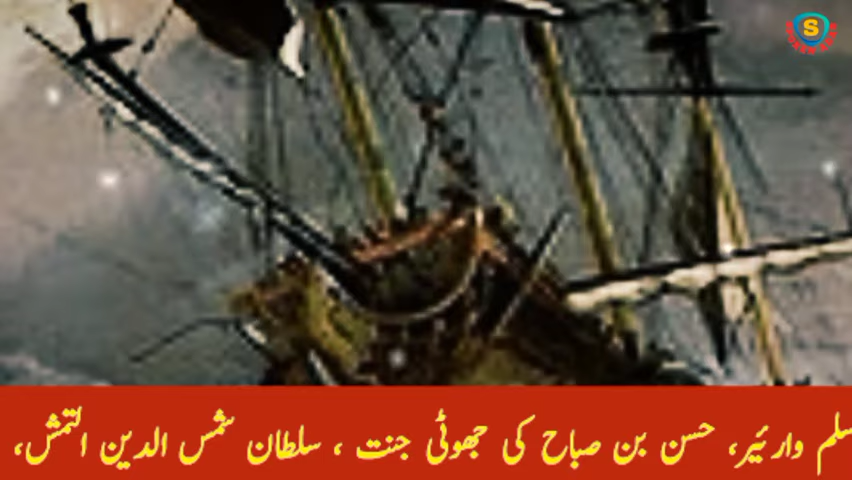 S
سلم وارئیر، حسن بن صباح کی جھوٹی جنت ، سلطان شمس الدین التمش،